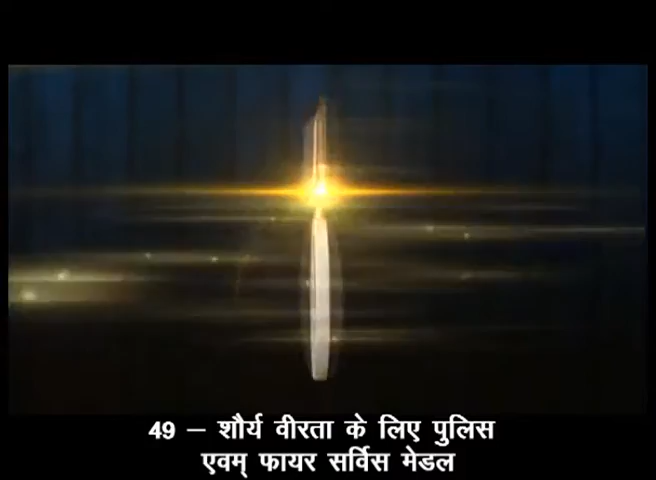 49 – शौर्य वीरता के लिए पुलिस
एवम् फायर सर्विस मेडल